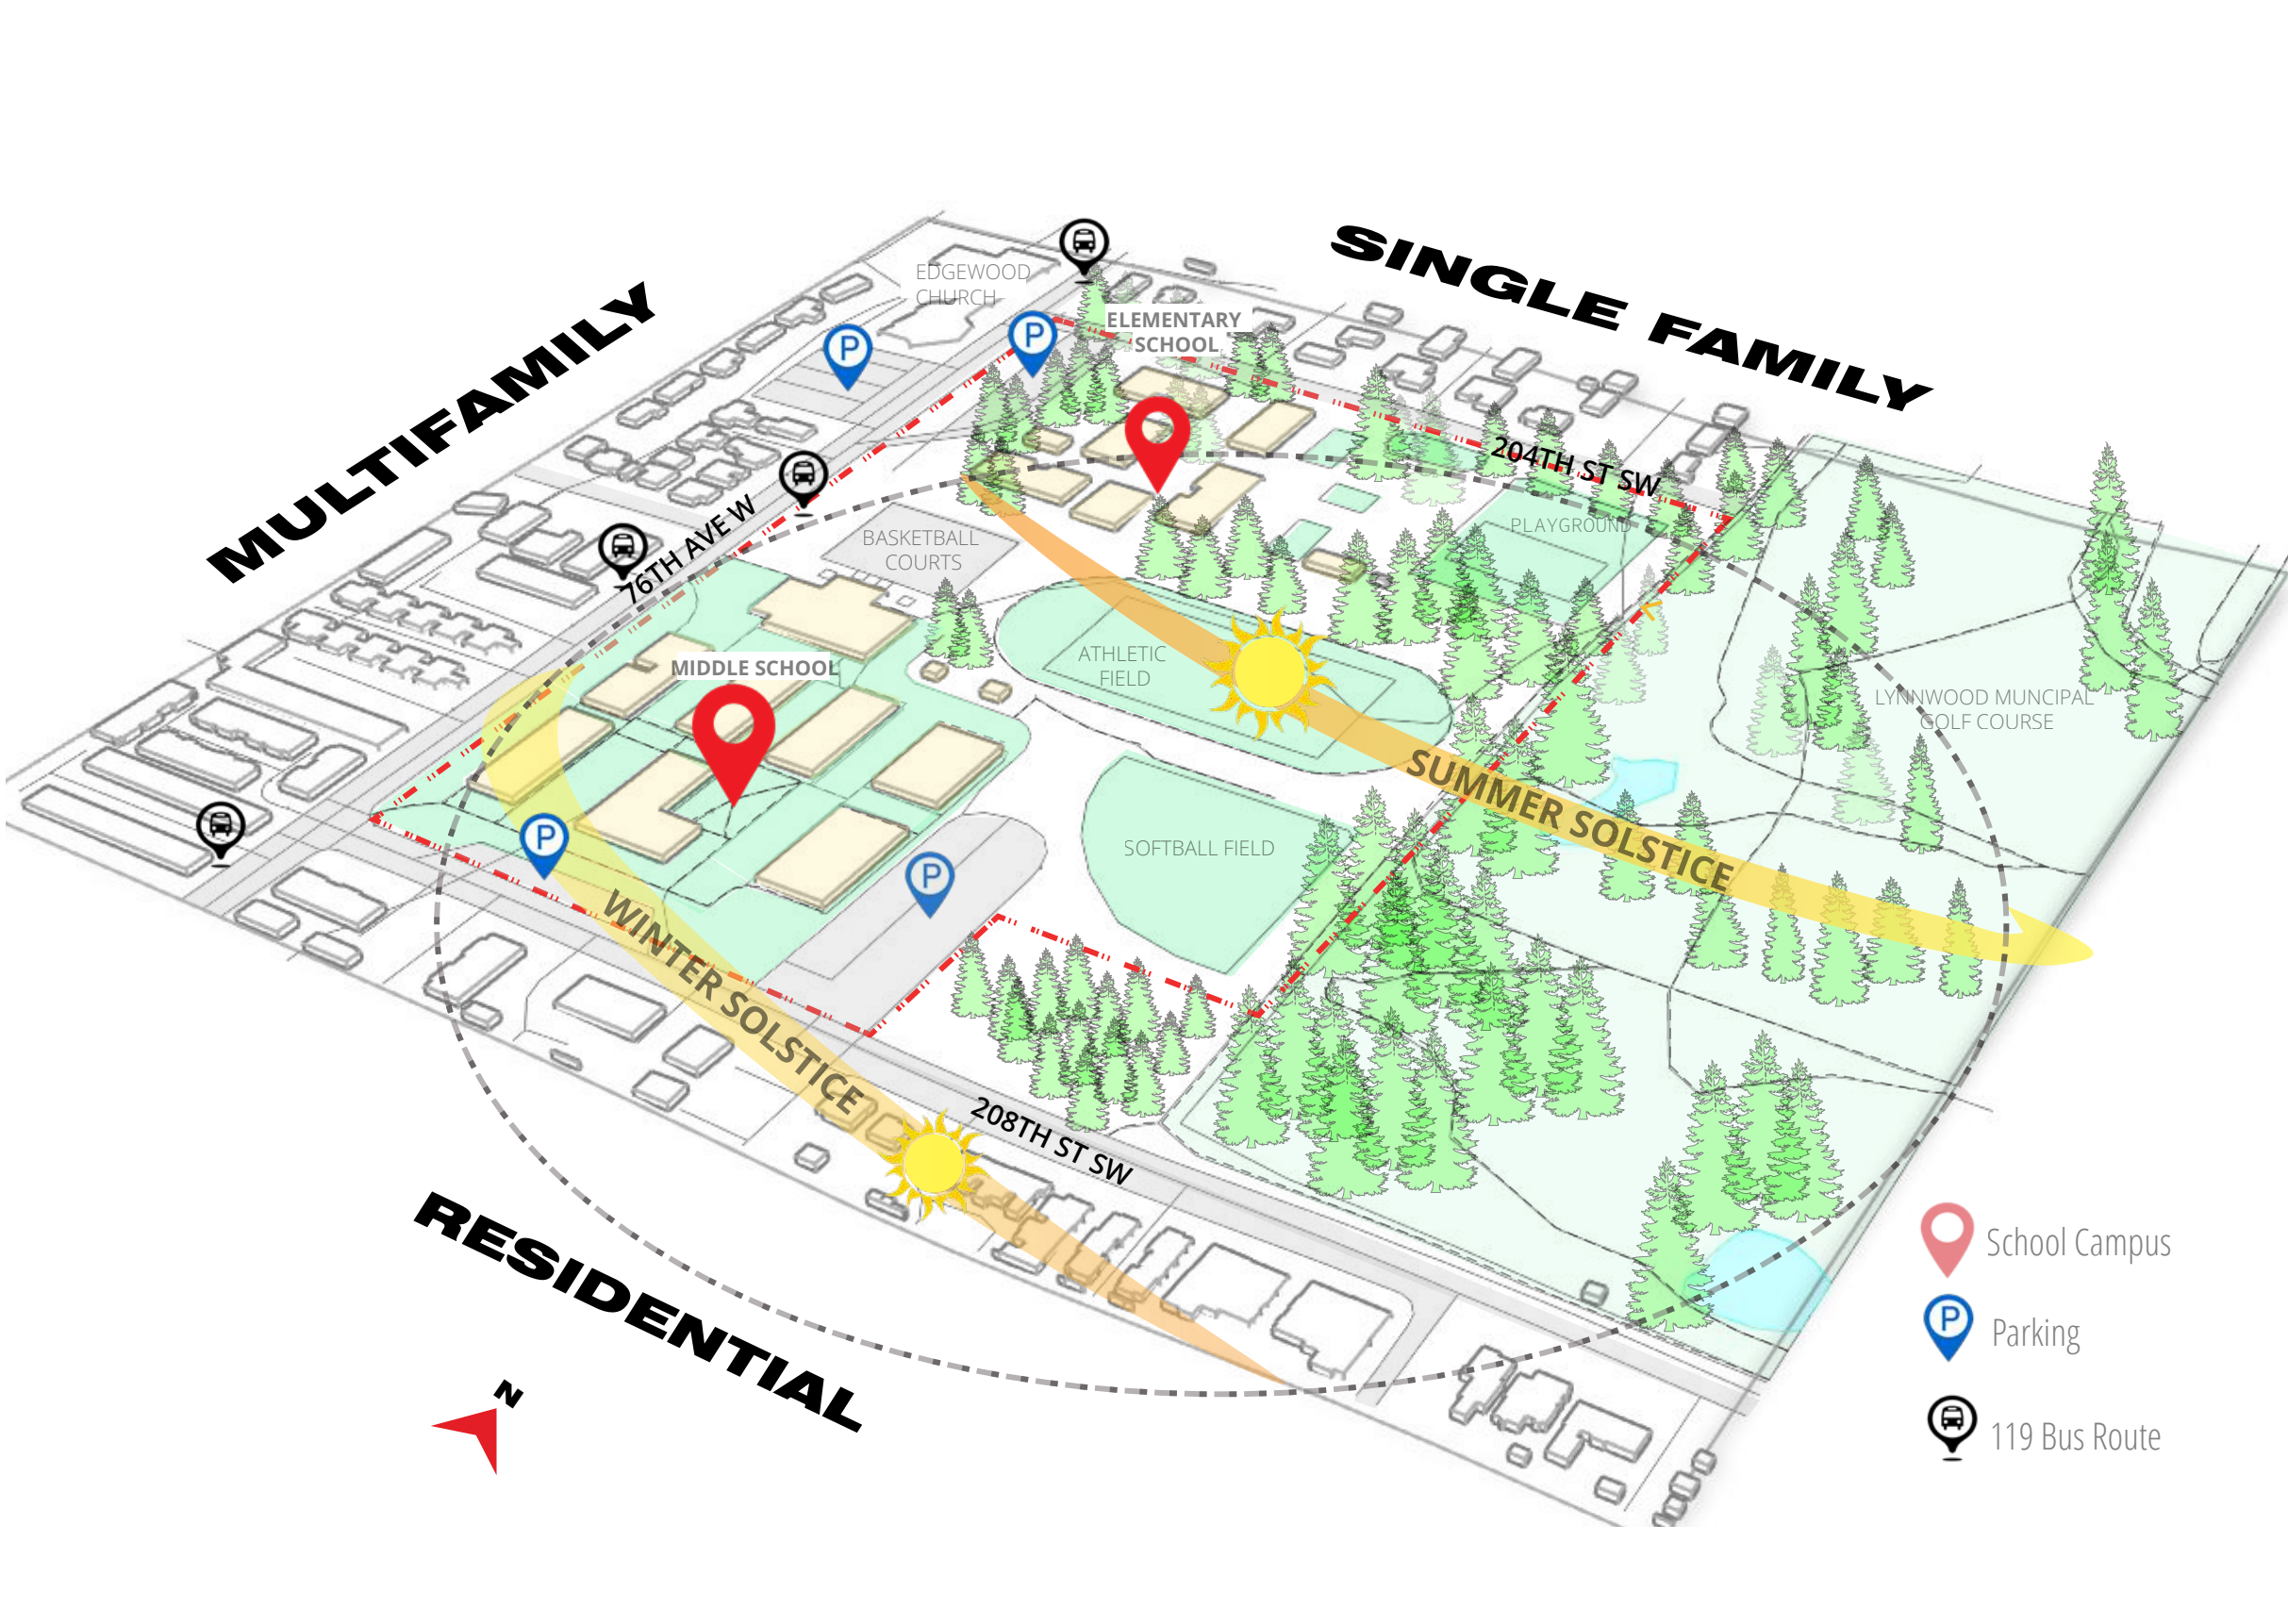 SINGLE FAMILY
EDGEWOOD
CHURCH
MULTIFAMILY
P
P
ELEMENTARY
SCHOOL
204TH ST SW
76TH AVE W
BASKETBALL
COURTS
PLAYGROUND
MIDDLE SCHOOL
ATHLETIC
FIELD
LYNNWOOD MUNCIPAL
GOLF COURSE
SUMMER SOLSTICE
P
P
SOFTBALL FIELD
WINTER SOLSTICE
208TH ST SW
RESIDENTIAL
N
School Campus
P
Parking
119 Bus Route